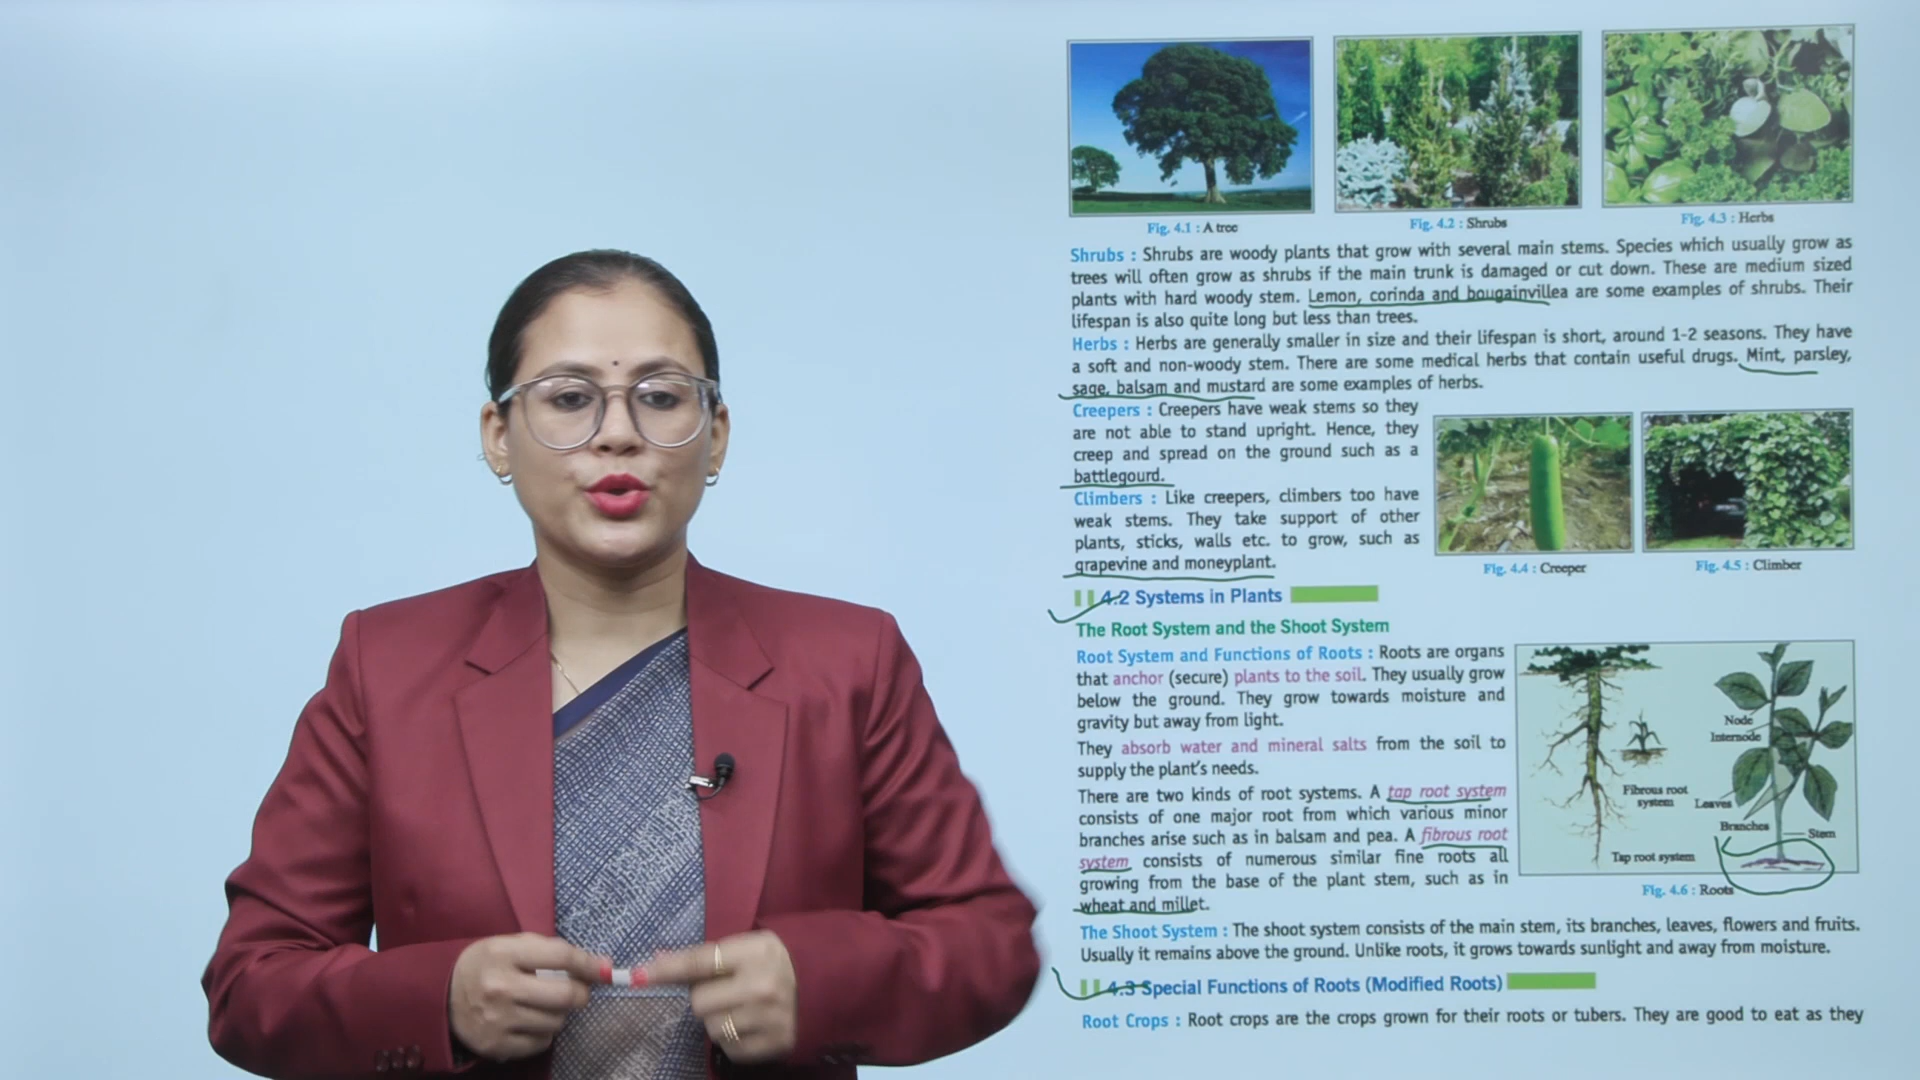 Fig. 4.1 : A tree
Fig. 4.2 : Shrubs
Fig. 4.3 : Herbs
Shrubs : Shrubs are woody plants that grow with several main stems. Species which usually grow as
trees will often grow as shrubs if the main trunk is damaged or cut down. These are medium sized
plants with hard woody stem. Lemon, corinda and bougainvillea are some examples of shrubs. Their
lifespan is also quite long but less than trees.
Herbs : Herbs are generally smaller in size and their lifespan is short, around 1-2 seasons. They have
a soft and non-woody stem. There are some medical herbs that contain useful drugs. Mint, parsley,
sage, balsam and mustard are some examples of herbs.
Creepers : Creepers have weak stems so they
are not able to stand upright. Hence, they
creep and spread on the ground such as a
battlegourd.
Climbers : Like creepers, climbers too have
weak stems. They take support of other
plants, sticks, walls etc. to grow, such as
grapevine and moneyplant.
Fig. 4.4 : Creeper
Fig. 4.5 : Climber
4.2 Systems in Plants
The Root System and the Shoot System
Root System and Functions of Roots : Roots are organs
that anchor (secure) plants to the soil. They usually grow
below the ground. They grow towards moisture and
gravity but away from light.
They absorb water and mineral salts from the soil to
supply the plant's needs.
There are two kinds of root systems. A tap root system
consists of one major root from which various minor
branches arise such as in balsam and pea. A fibrous root
system consists of numerous similar fine roots all
growing from the base of the plant stem, such as in
wheat and millet.
Node
Internode
Fibrous root
system
Leaves
Branches
Stem
Tap root system
Fig. 4.6 : Roots
The Shoot System : The shoot system consists of the main stem, its branches, leaves, flowers and fruits.
Usually it remains above the ground. Unlike roots, it grows towards sunlight and away from moisture.
4.3 Special Functions of Roots (Modified Roots)
Root Crops : Root crops are the crops grown for their roots or tubers. They are good to eat as they